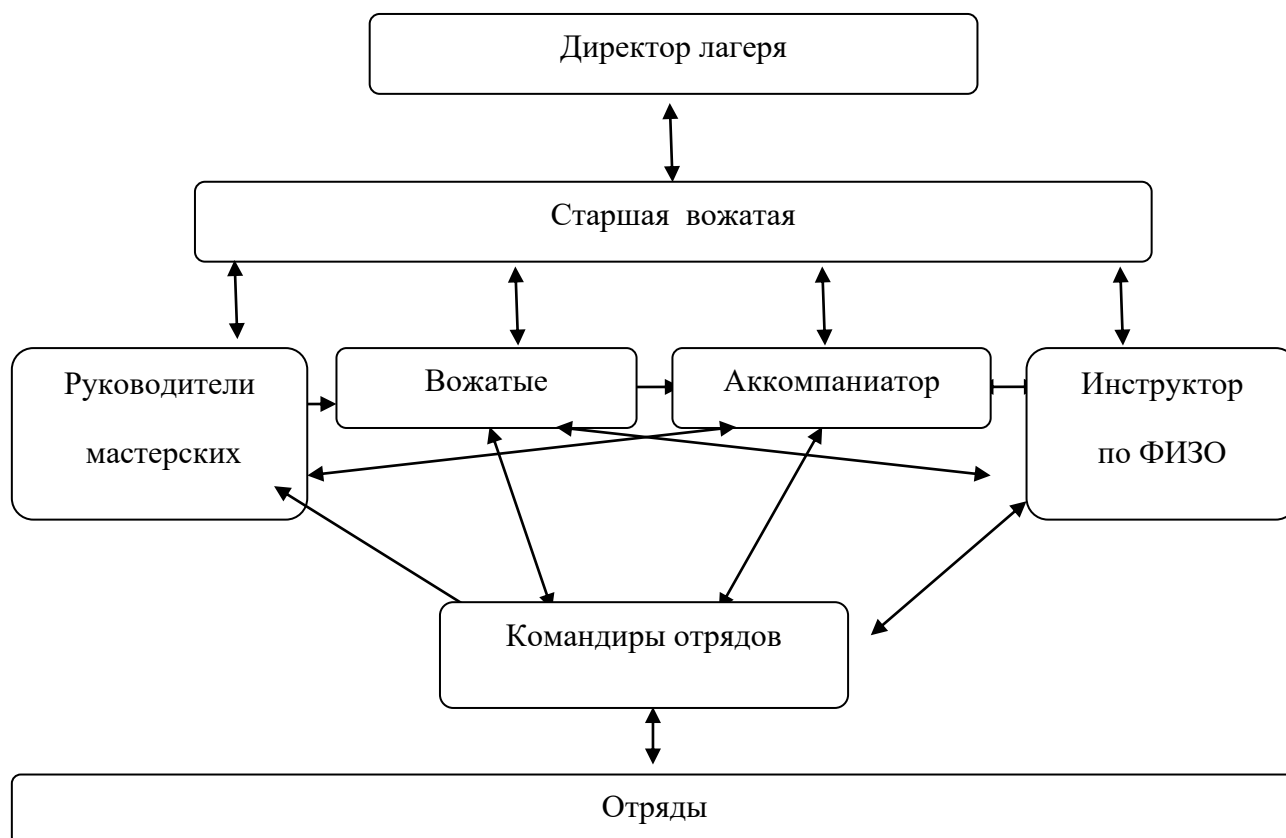 Директор лагеря
Старшая вожатая
Руководители
мастерских
Вожатые
Аккомпаниатор
Инструктор
по ФИЗО
Командиры отрядов
Отряды